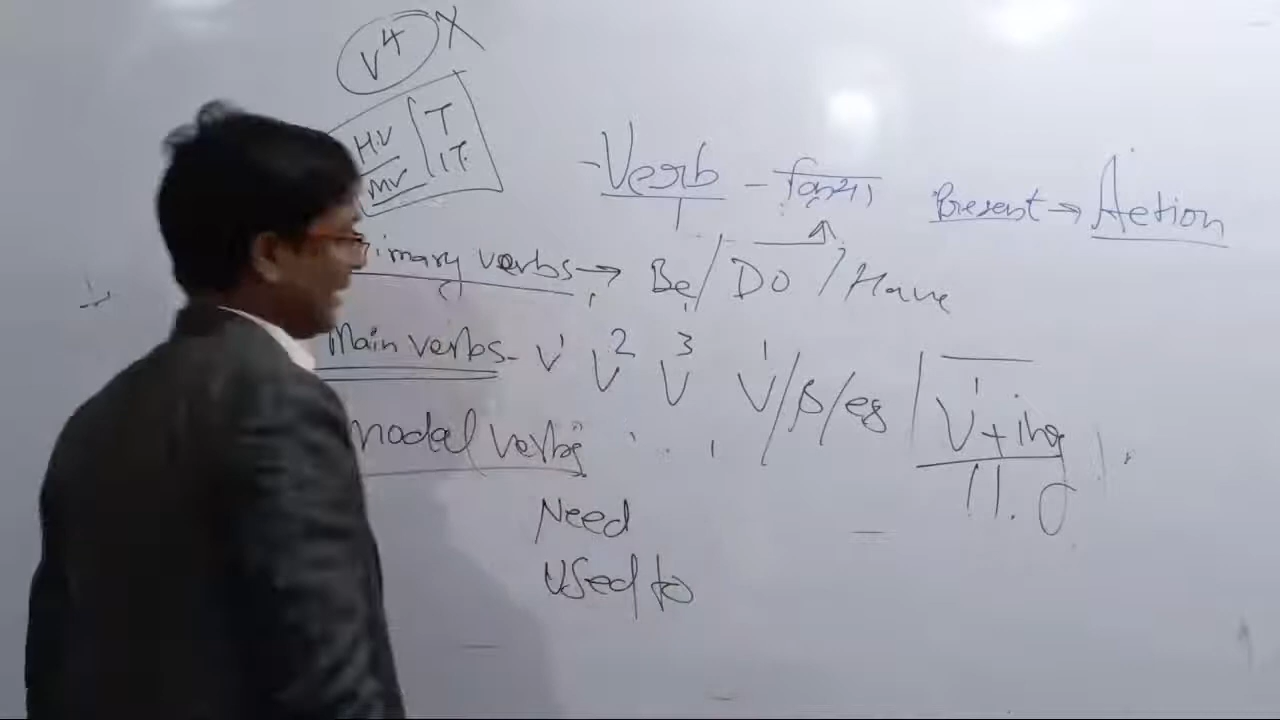 V4 X
H.V T
MV IT.
Verb - क्रिया Present → Action
Primary verbs → Be / DO / Have
Main verbs - V1 V2 V3 V1/s/es | V1+ing
modal verbs
Need
Used to